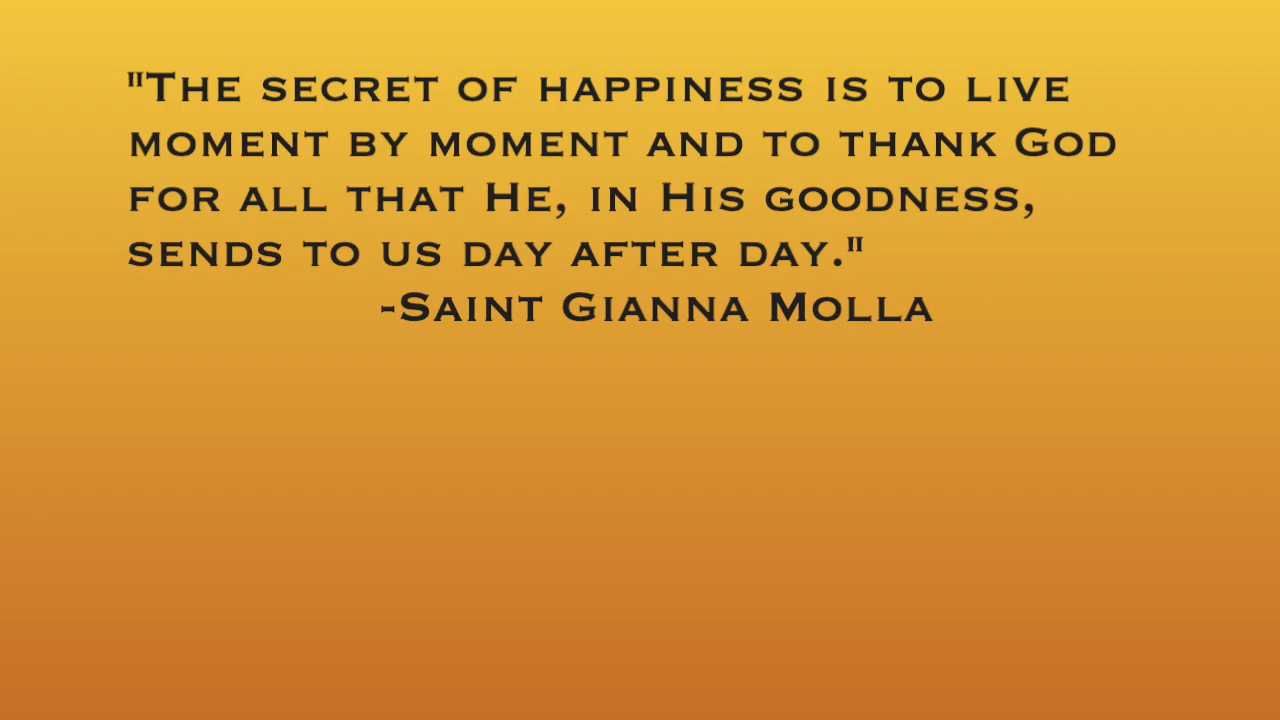 "The secret of happiness is to live
moment by moment and to thank God
for all that He, in His goodness,
sends to us day after day."
-Saint Gianna Molla